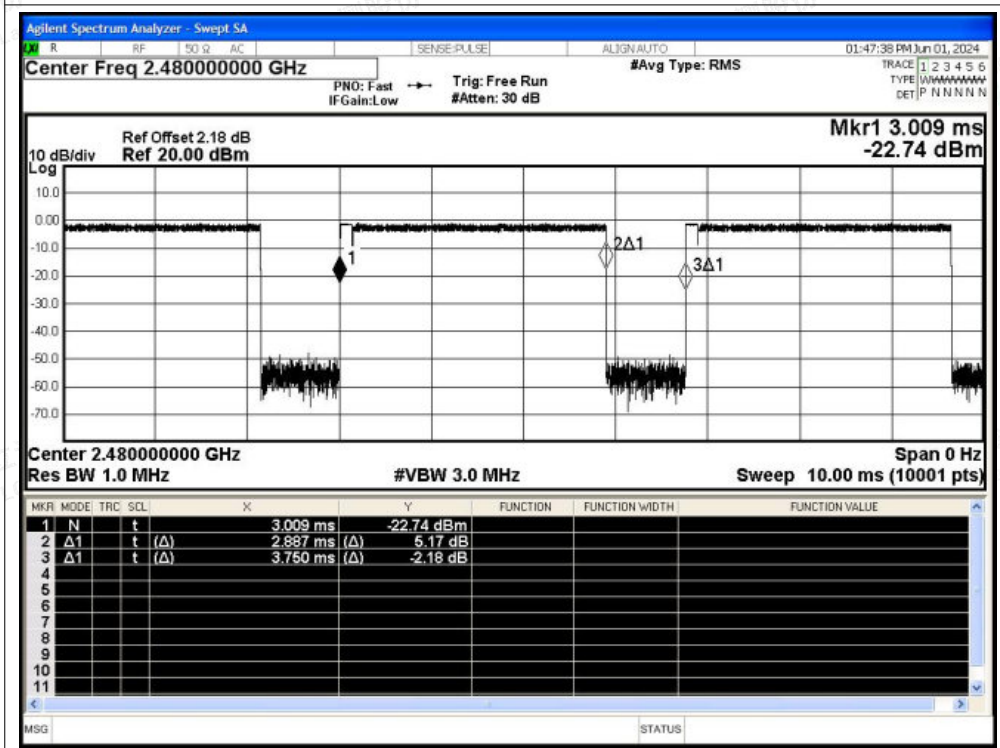 Agilent Spectrum Analyzer - Swept SA
LXI R RF 50 Ω AC SENSE:PULSE ALIGN AUTO 01:47:38 PM Jun 01, 2024
Center Freq 2.480000000 GHz #Avg Type: RMS TRACE 1 2 3 4 5 6
PNO: Fast Trig: Free Run TYPE WWWWWW
IFGain:Low #Atten: 30 dB DET P N N N N N
Mkr1 3.009 ms
Ref Offset 2.18 dB
10 dB/div Ref 20.00 dBm -22.74 dBm
Log
10.0
0.00
-10.0
2Δ1
1
3Δ1
-20.0
-30.0
-40.0
-50.0
-60.0
-70.0
Center 2.480000000 GHz Span 0 Hz
Res BW 1.0 MHz #VBW 3.0 MHz Sweep 10.00 ms (10001 pts)
MKR MODE TRC SCL X Y FUNCTION FUNCTION WIDTH FUNCTION VALUE
1 N t 3.009 ms -22.74 dBm
2 Δ1 t (Δ) 2.887 ms (Δ) 5.17 dB
3 Δ1 t (Δ) 3.750 ms (Δ) -2.18 dB
4
5
6
7
8
9
10
11
MSG STATUS